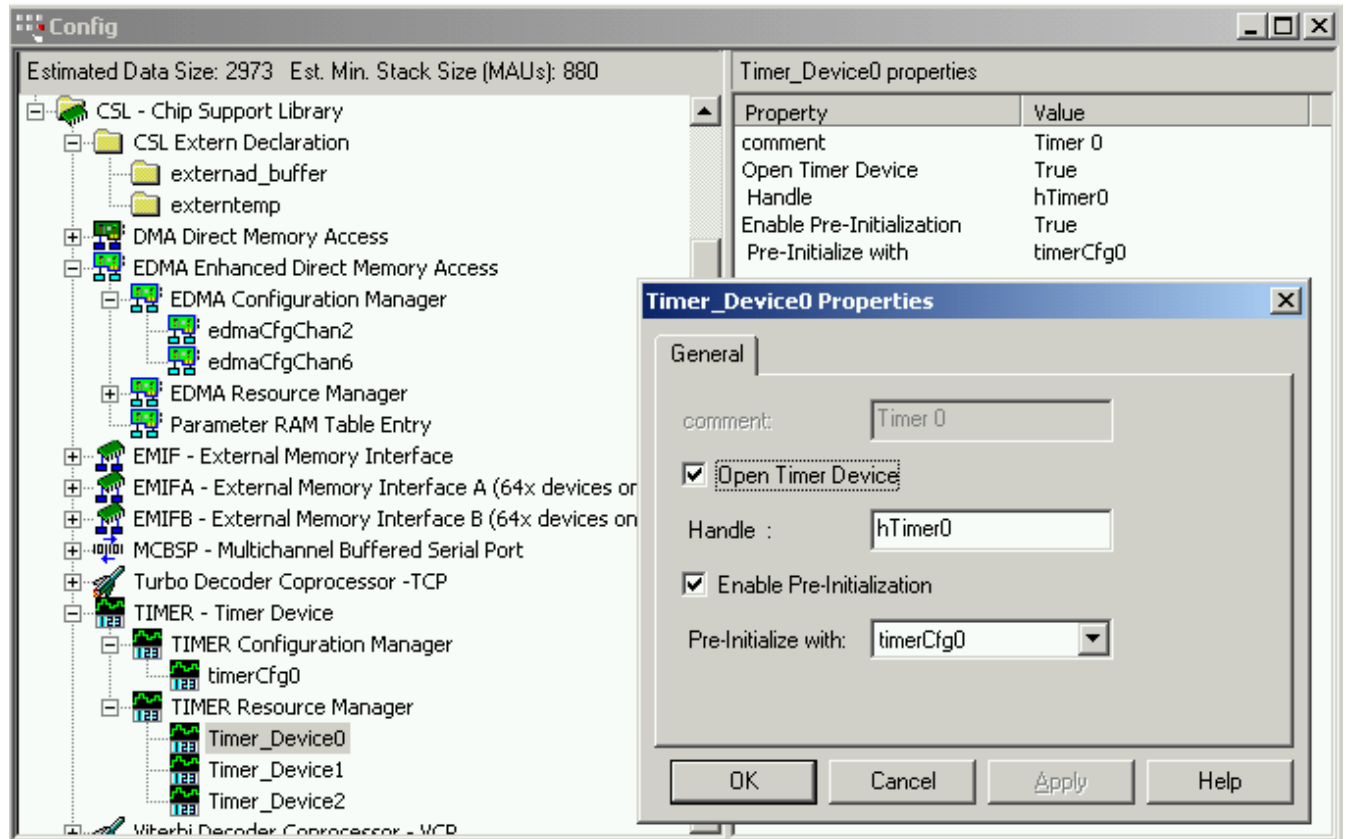 Config
Estimated Data Size: 2973 Est. Min. Stack Size (MAUs): 880
CSL - Chip Support Library
CSL Extern Declaration
externad_buffer
externtemp
DMA Direct Memory Access
EDMA Enhanced Direct Memory Access
EDMA Configuration Manager
edmaCfgChan2
edmaCfgChan6
EDMA Resource Manager
Parameter RAM Table Entry
EMIF - External Memory Interface
EMIFA - External Memory Interface A (64x devices or
EMIFB - External Memory Interface B (64x devices on
MCBSP - Multichannel Buffered Serial Port
Turbo Decoder Coprocessor -TCP
TIMER - Timer Device
TIMER Configuration Manager
timerCfg0
TIMER Resource Manager
Timer_Device0
Timer_Device1
Timer_Device2
Viterbi Decoder Coprocessor - VCP
Timer_Device0 properties
Property Value
comment Timer 0
Open Timer Device True
Handle hTimer0
Enable Pre-Initialization True
Pre-Initialize with timerCfg0
Timer_Device0 Properties
General
comment: Timer 0
Open Timer Device
Handle : hTimer0
Enable Pre-Initialization
Pre-Initialize with: timerCfg0
OK Cancel Apply Help